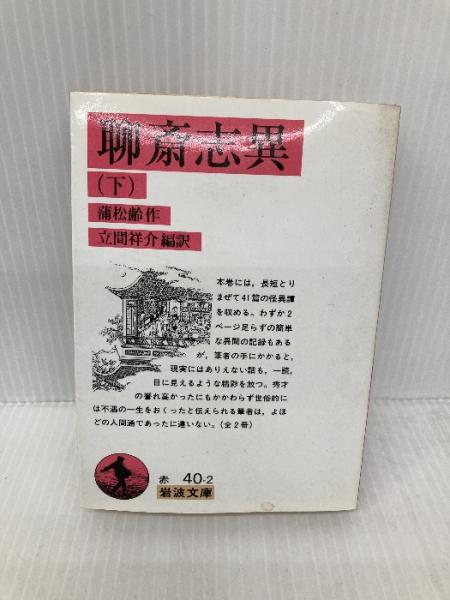 聊斎志異
(下)
蒲松齢作
立間祥介編訳
本巻には，長短とり
まぜて41篇の怪異譚
を収める。わずか2
ページ足らずの簡単
な異聞の記録もある
が，筆者の手にかかると，
現実にはありえない話も，一読，
目に見えるような精彩を放つ。秀才
の誉れ高かったにもかかわらず世俗的に
は不遇の一生をおくったと伝えられる筆者は，よほ
どの人間通であったに違いない。(全2冊)
赤 40-2
岩波文庫